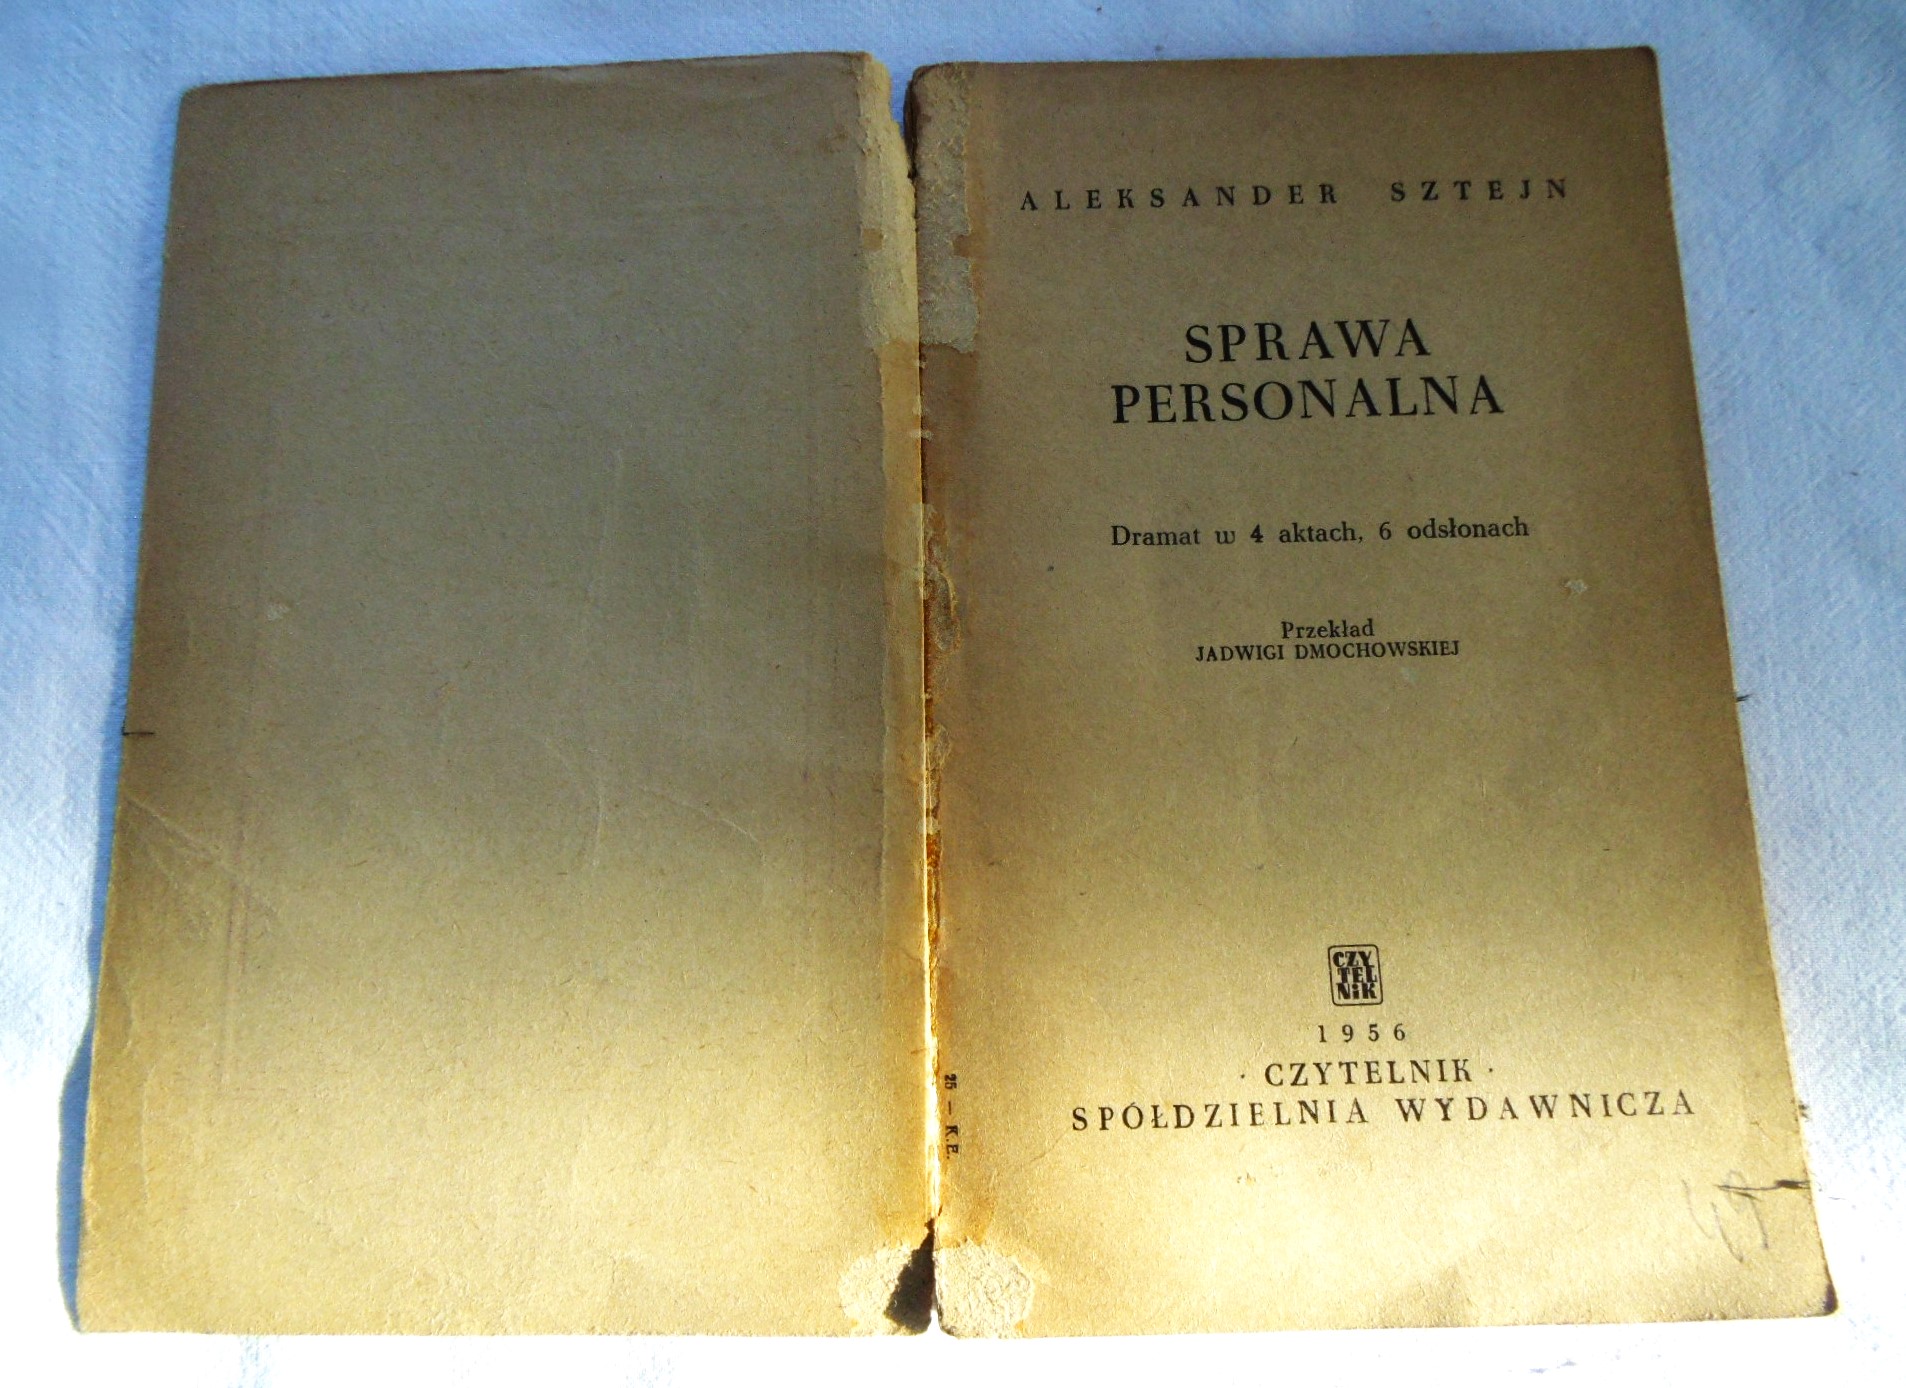 ALEKSANDER SZTEJN
SPRAWA
PERSONALNA
Dramat w 4 aktach, 6 odsłonach
Przekład
JADWIGI DMOCHOWSKIEJ
CZY
TEL
NiK
1956
· CZYTELNIK ·
SPÓŁDZIELNIA WYDAWNICZA
25 — K.E.